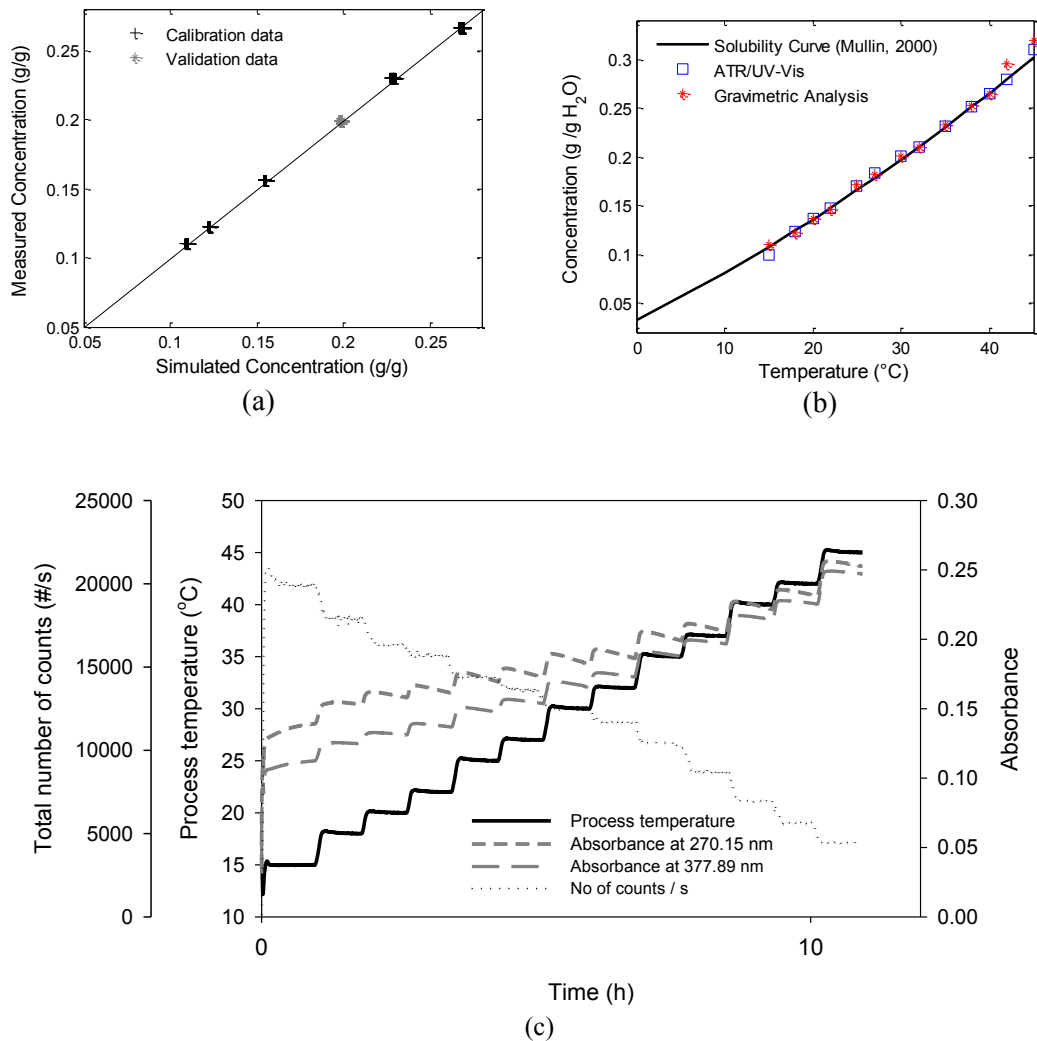 Measured Concentration (g/g)
0.25
0.2
0.15
0.1
0.05
Calibration data
Validation data
0.05 0.1 0.15 0.2 0.25
Simulated Concentration (g/g)
(a)
Concentration (g /g H2O)
0.3
0.25
0.2
0.15
0.1
0.05
Solubility Curve (Mullin, 2000)
ATR/UV-Vis
Gravimetric Analysis
0 10 20 30 40
Temperature (°C)
(b)
Total number of counts (#/s)
25000
20000
15000
10000
5000
0
Process temperature (oC)
50
45
40
35
30
25
20
15
10
Process temperature
Absorbance at 270.15 nm
Absorbance at 377.89 nm
No of counts / s
0.30
0.25
0.20
0.15
0.10
0.05
0.00
Absorbance
0 10
Time (h)
(c)